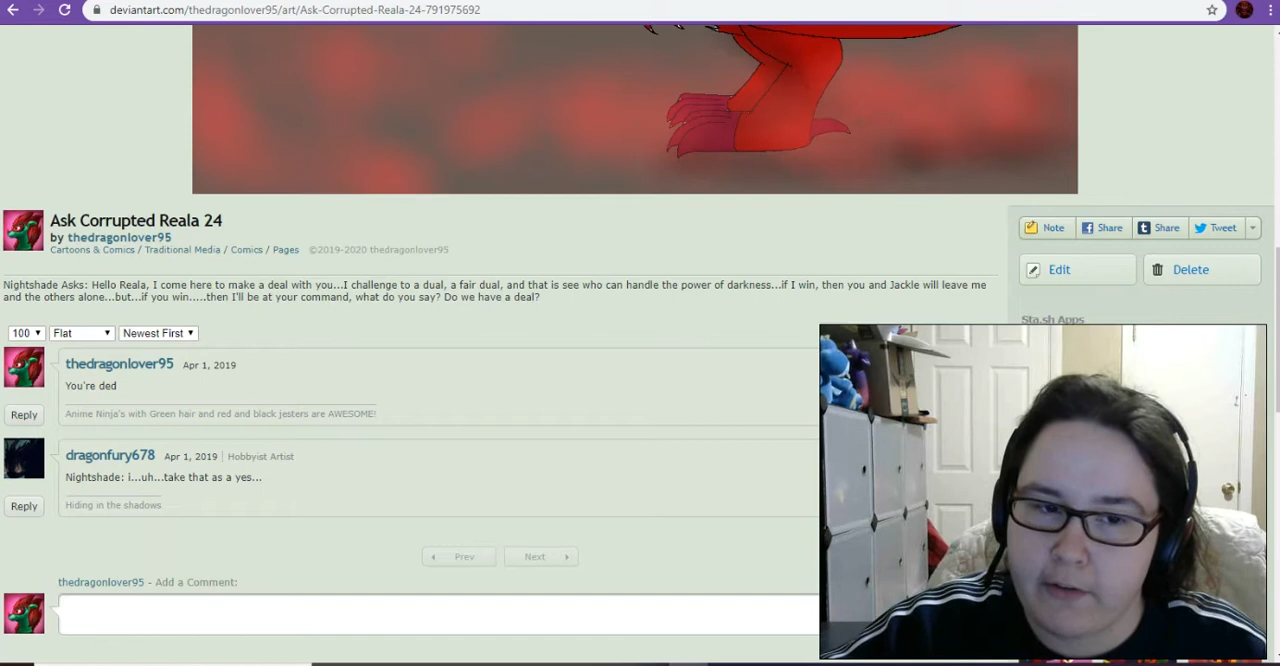 deviantart.com/thedragonlover95/art/Ask-Corrupted-Reala-24-791975692
Ask Corrupted Reala 24
by thedragonlover95
Cartoons & Comics / Traditional Media / Comics / Pages ©2019-2020 thedragonlover95
Note Share Share Tweet
Edit Delete
Nightshade Asks: Hello Reala, I come here to make a deal with you...I challenge to a dual, a fair dual, and that is see who can handle the power of darkness...if I win, then you and Jackle will leave me
and the others alone...but...if you win.....then I'll be at your command, what do you say? Do we have a deal?
Sta.sh Apps
100 Flat Newest First
thedragonlover95 Apr 1, 2019
You're ded
Anime Ninja's with Green hair and red and black jesters are AWESOME!
Reply
dragonfury678 Apr 1, 2019 Hobbyist Artist
Nightshade: i...uh...take that as a yes...
Hiding in the shadows
Reply
Prev Next
thedragonlover95 - Add a Comment: